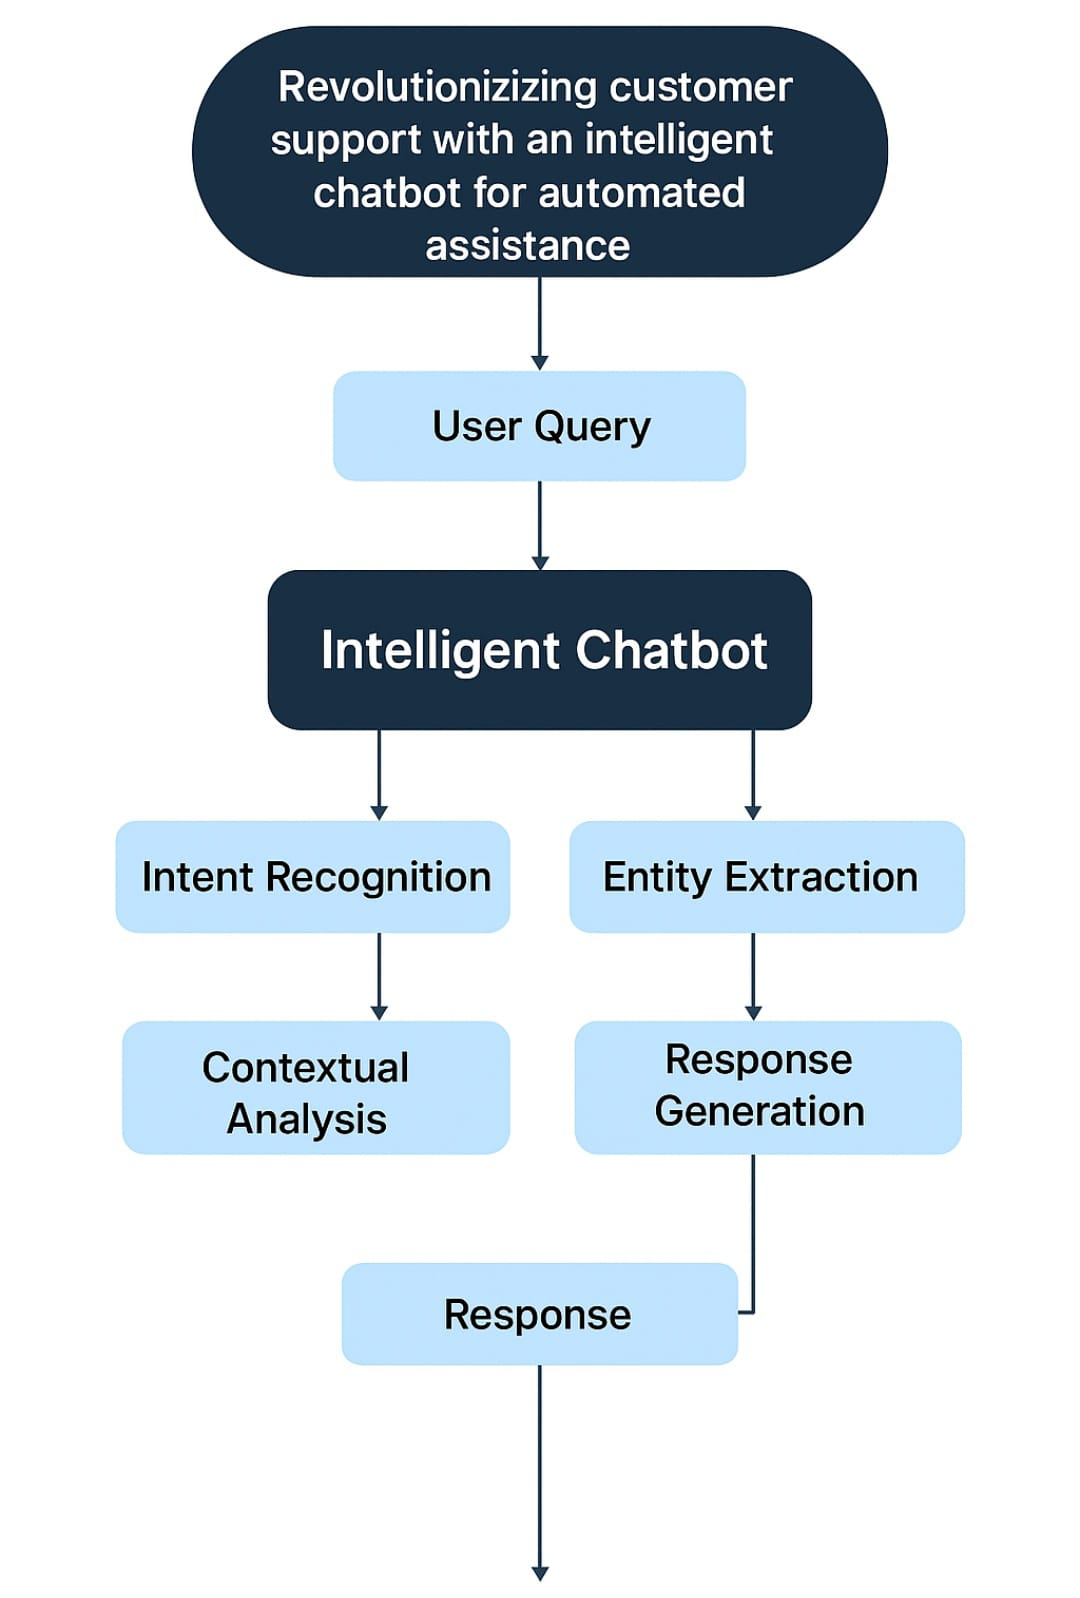 Revolutionizizing customer
support with an intelligent
chatbot for automated
assistance
User Query
Intelligent Chatbot
Intent Recognition
Entity Extraction
Contextual
Analysis
Response
Generation
Response